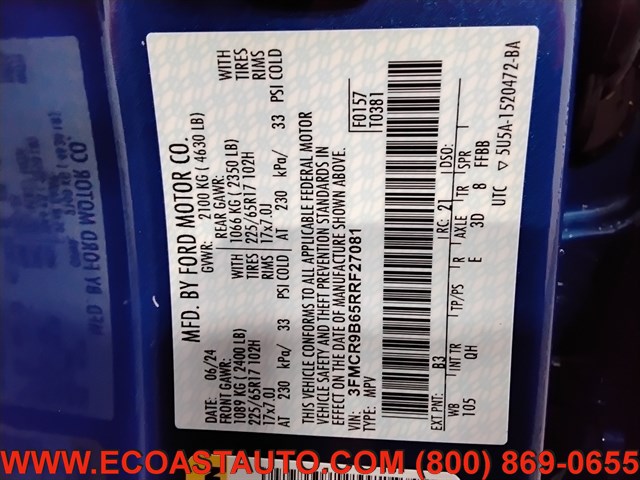 MFD. BY FORD MOTOR CO.
DATE: 06/24 GVWR: 2100 KG ( 4630 LB)
FRONT GAWR: REAR GAWR:
1089 KG ( 2400 LB) 1066 KG ( 2350 LB) WITH
225/65R17 102H TIRES 225/65R17 102H TIRES
17x7.0J RIMS 17x7.0J RIMS
AT 230 kPa/ 33 PSI COLD AT 230 kPa/ 33 PSI COLD
THIS VEHICLE CONFORMS TO ALL APPLICABLE FEDERAL MOTOR
VEHICLE SAFETY AND THEFT PREVENTION STANDARDS IN
EFFECT ON THE DATE OF MANUFACTURE SHOWN ABOVE.
VIN: 3FMCR9B65RRF27081 F0157
TYPE: MPV T0381
EXT PNT: B3 RC: 21 DSO:
WB INT TR TP/PS R AXLE TR SPR
105 QH E 3D 8 FFBB
UTC ▽ 5U5A-1520472-BA
WWW.ECOASTAUTO.COM (800) 869-0655